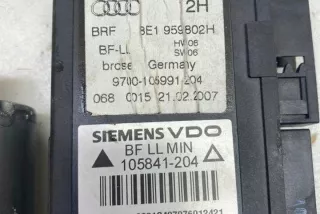 2H
BRF 8E1 959802H
BF-LL HW08
SW06
brose Germany
9700-105991-204
068 0015 21.02.2007
SIEMENS VDO
BF LL MIN
105841-204